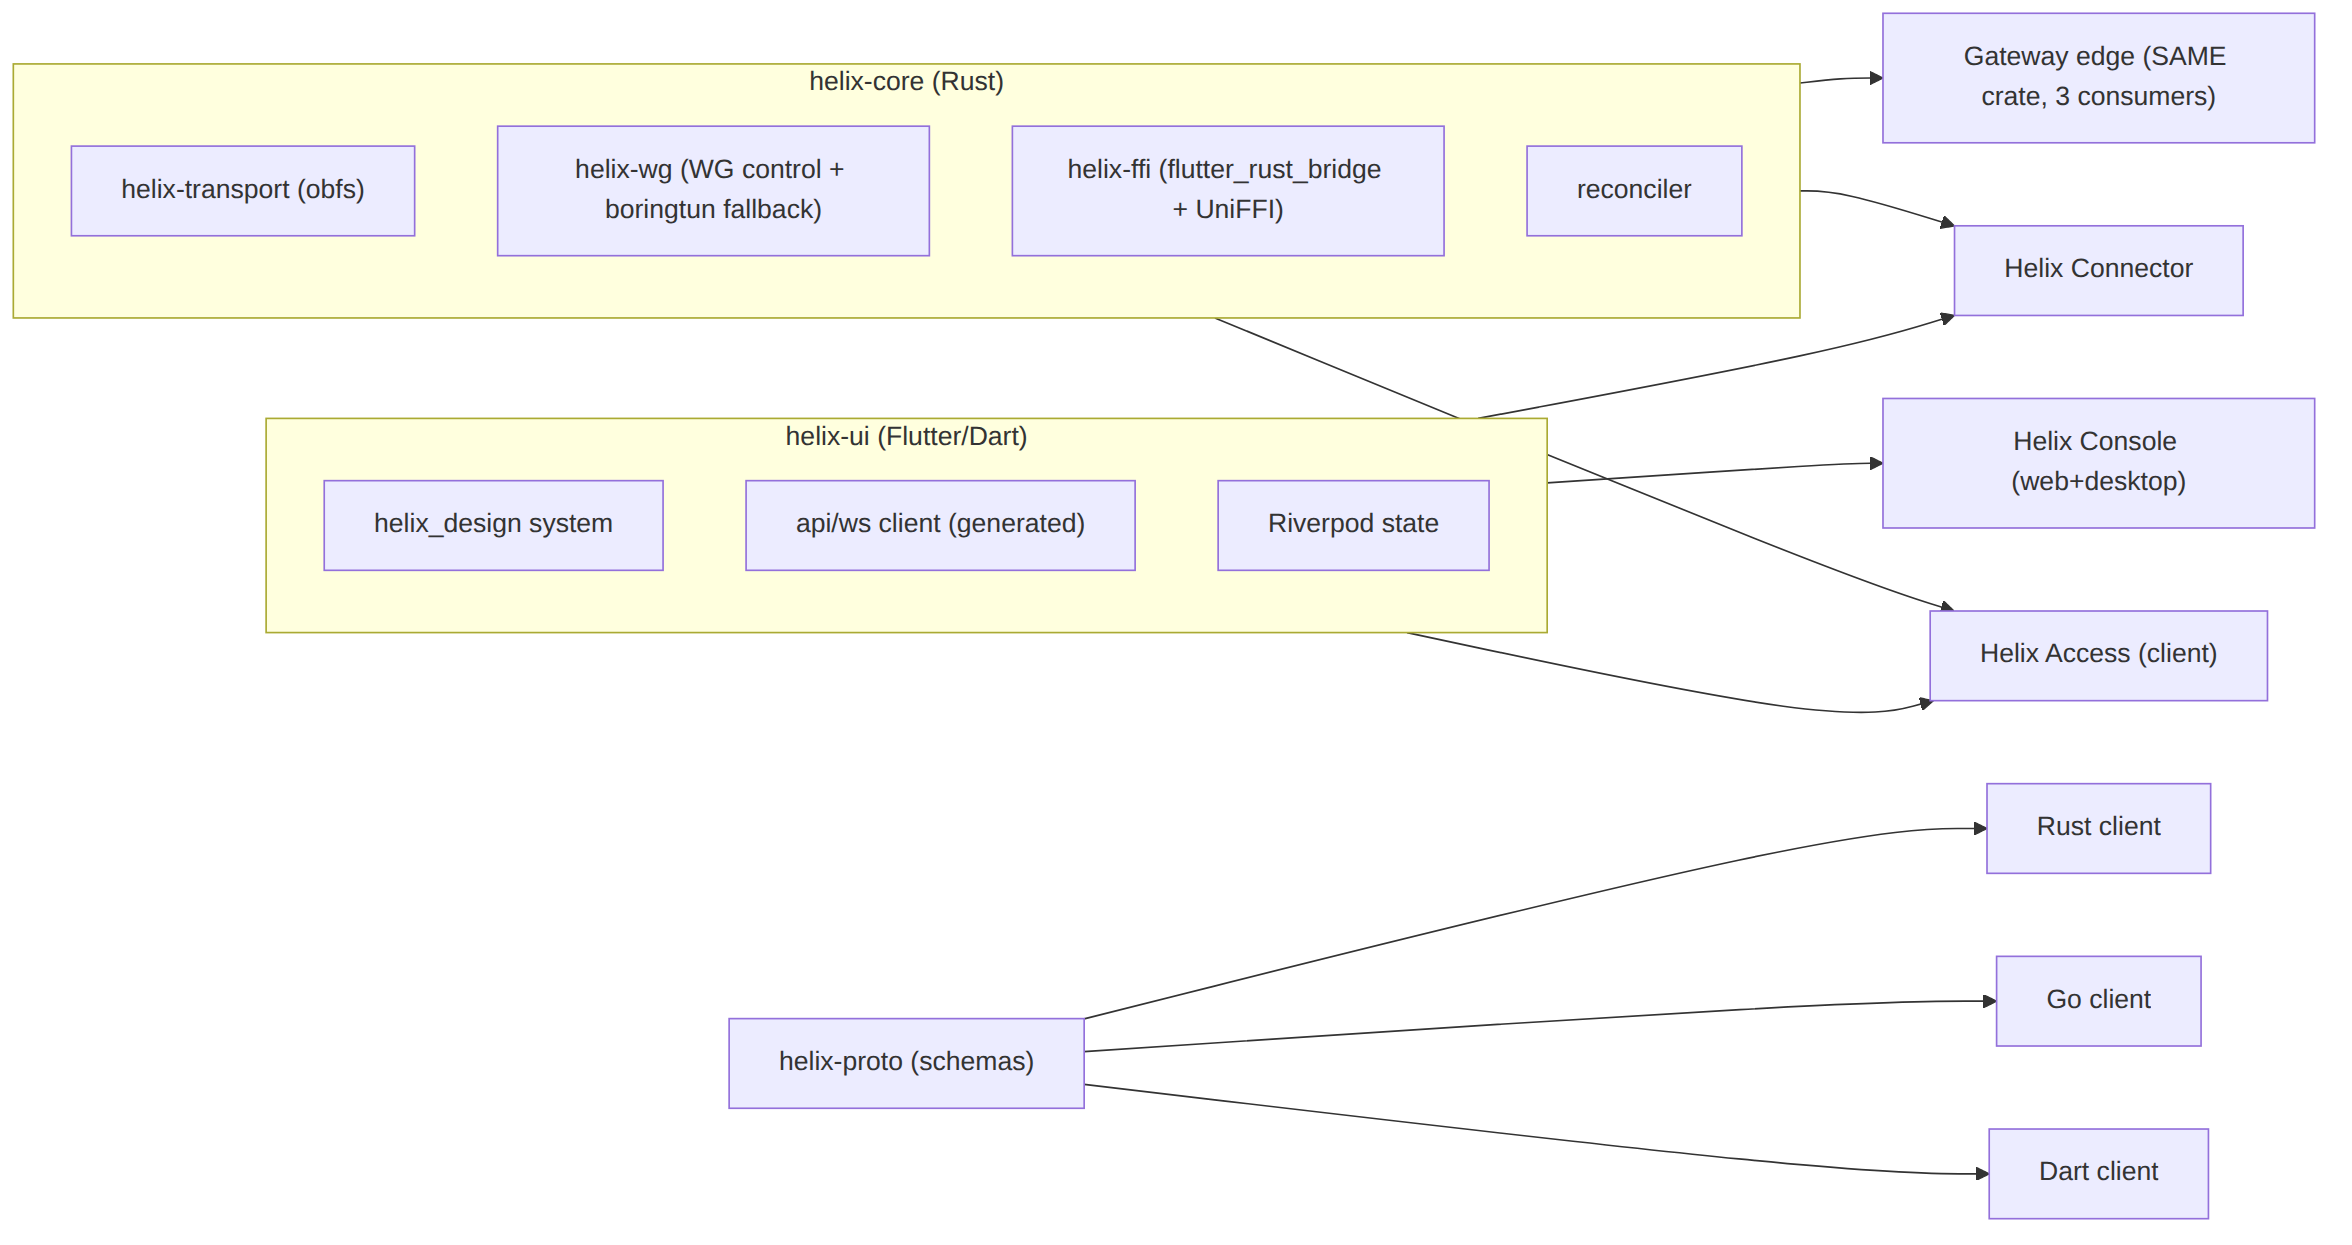 helix-core (Rust)
helix-transport (obfs)
helix-wg (WG control +
boringtun fallback)
helix-ffi (flutter_rust_bridge
+ UniFFI)
reconciler
Gateway edge (SAME
crate, 3 consumers)
Helix Connector
helix-ui (Flutter/Dart)
helix_design system
api/ws client (generated)
Riverpod state
Helix Console
(web+desktop)
Helix Access (client)
helix-proto (schemas)
Rust client
Go client
Dart client